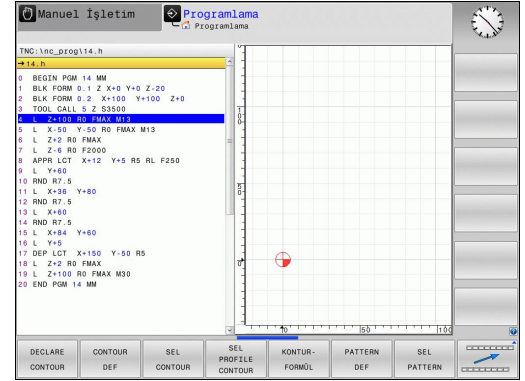 Manuel İşletim
Programlama
Programlama
TNC:\nc_prog\14.h
→14.h
0 BEGIN PGM 14 MM
1 BLK FORM 0.1 Z X+0 Y+0 Z-20
2 BLK FORM 0.2 X+100 Y+100 Z+0
3 TOOL CALL 5 Z S3500
4 L Z+100 R0 FMAX M13
5 L X-50 Y-50 R0 FMAX M13
6 L Z+2 R0 FMAX
7 L Z-6 R0 F2000
8 APPR LCT X+12 Y+5 R5 RL F250
9 L Y+60
10 RND R7.5
11 L X+36 Y+80
12 RND R7.5
13 L X+60
14 RND R7.5
15 L X+84 Y+60
16 L Y+5
17 DEP LCT X+150 Y-50 R5
18 L Z+2 R0 FMAX
19 L Z+100 R0 FMAX M30
20 END PGM 14 MM
100
50
0
0 50 100
DECLARE CONTOUR
CONTOUR DEF
SEL CONTOUR
SEL PROFILE CONTOUR
KONTUR-FORMÜL
PATTERN DEF
SEL PATTERN